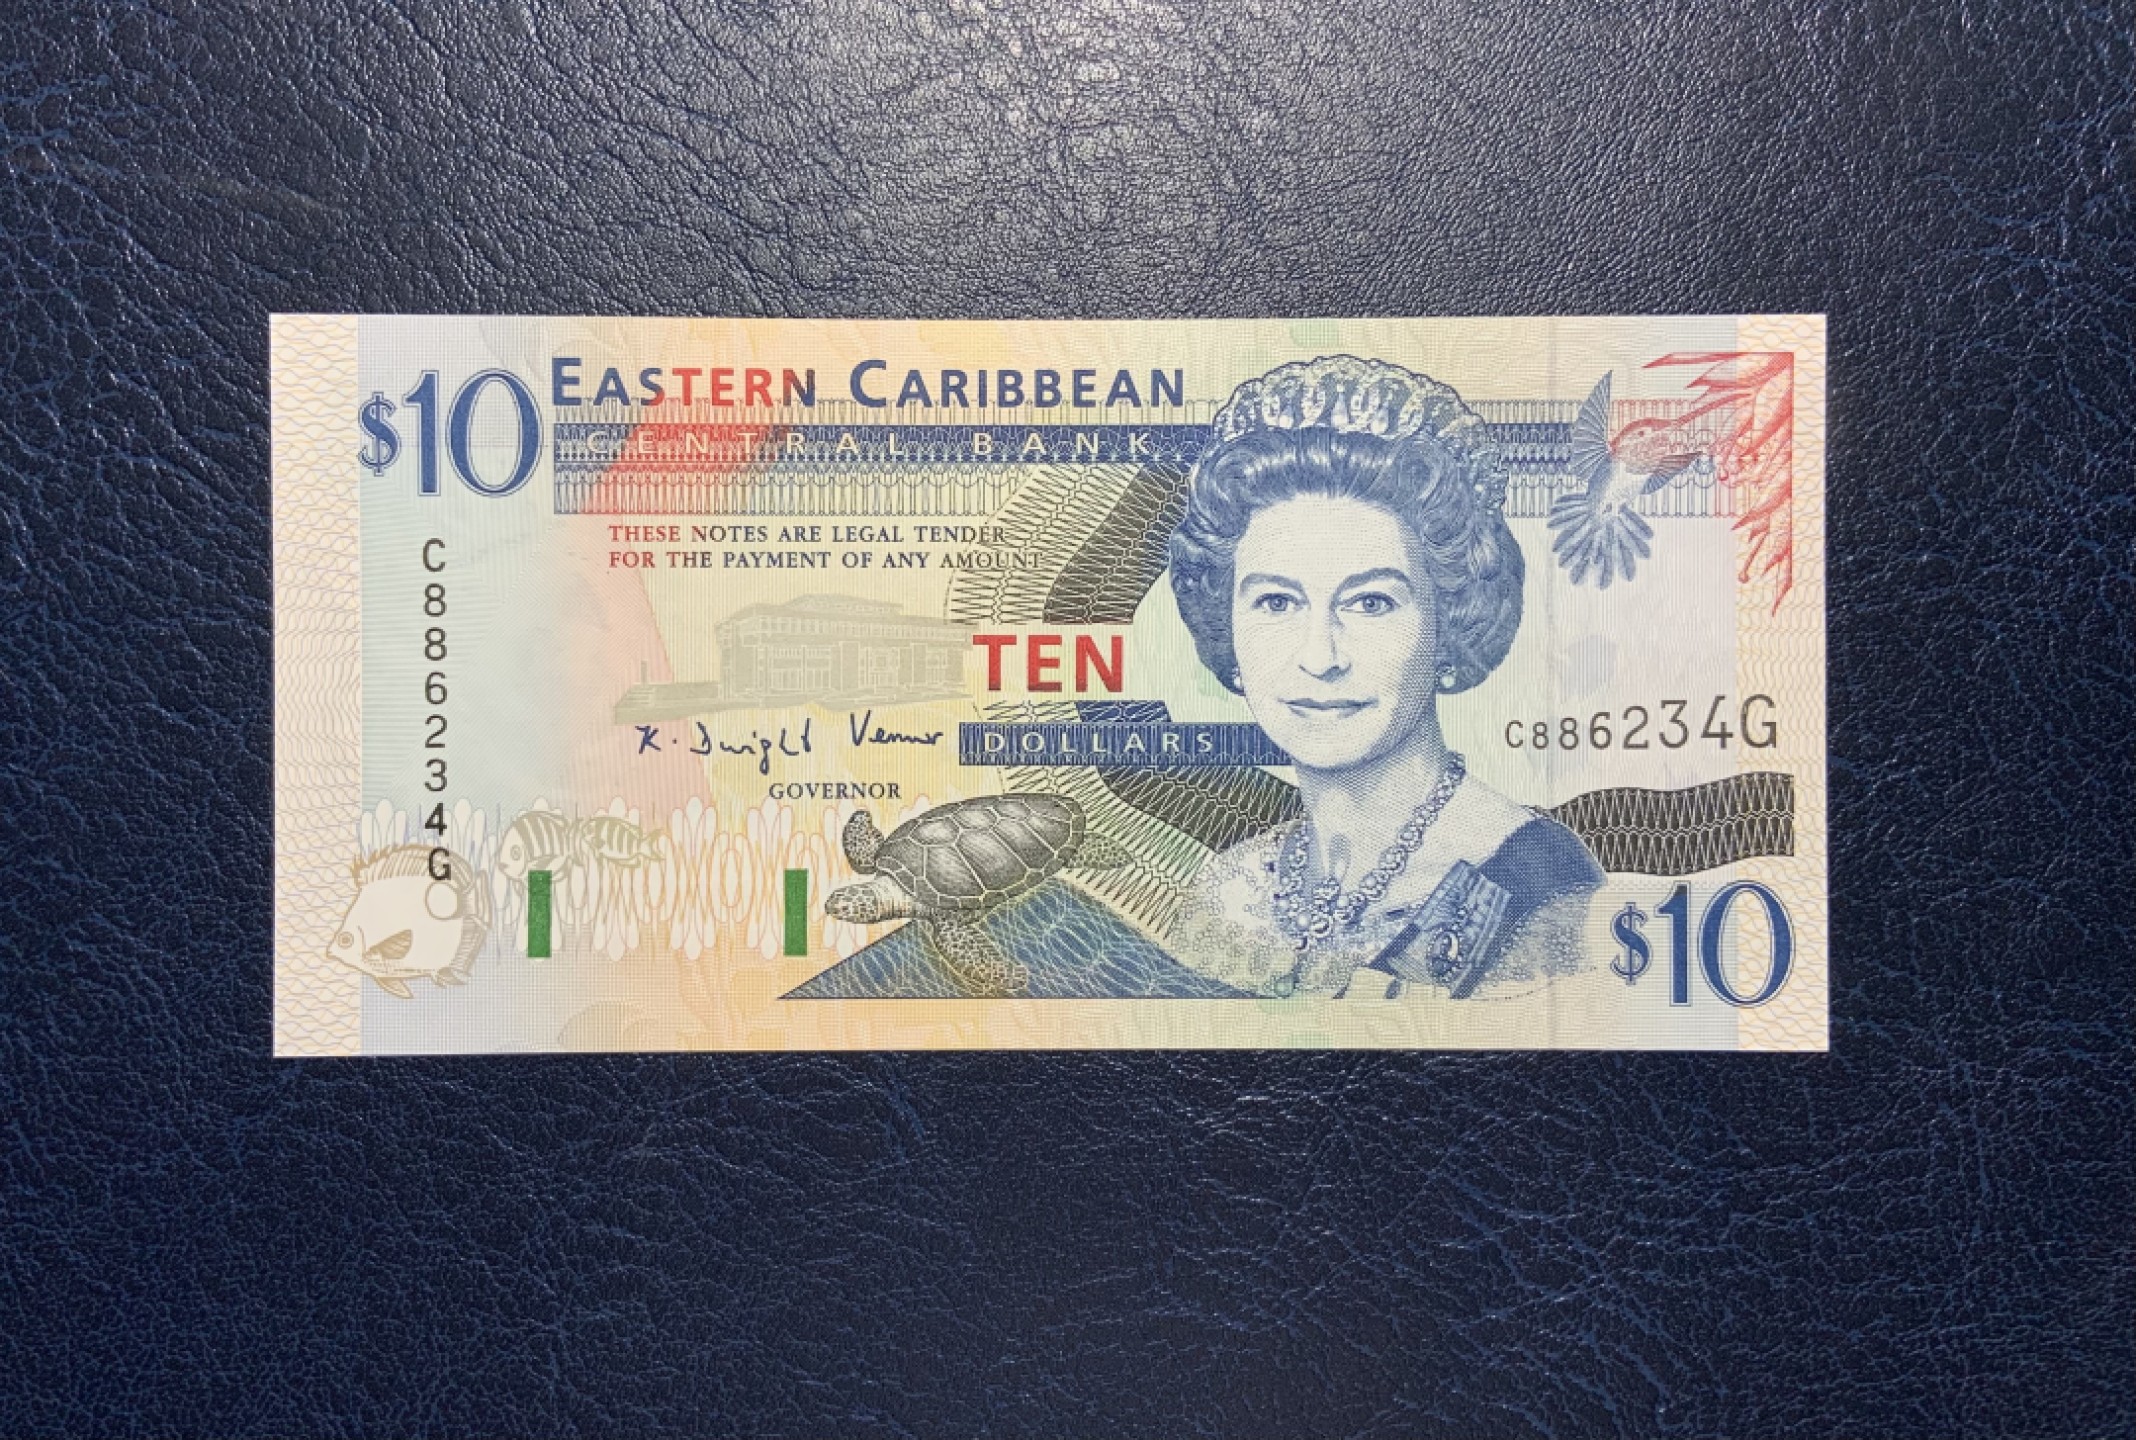 $10
EASTERN CARIBBEAN
CENTRAL BANK
THESE NOTES ARE LEGAL TENDER
FOR THE PAYMENT OF ANY AMOUNT
C886234G
TEN
DOLLARS
K. Dwight Venner
GOVERNOR
C886234G
$10